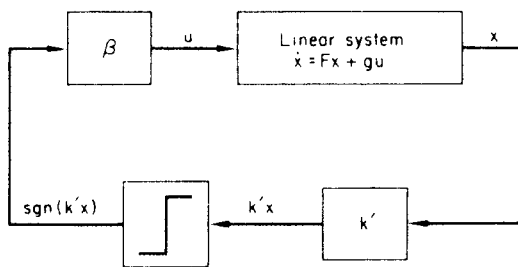 β
u
Linear system
ẋ = Fx + gu
x
sgn(k'x)
k'x
k'